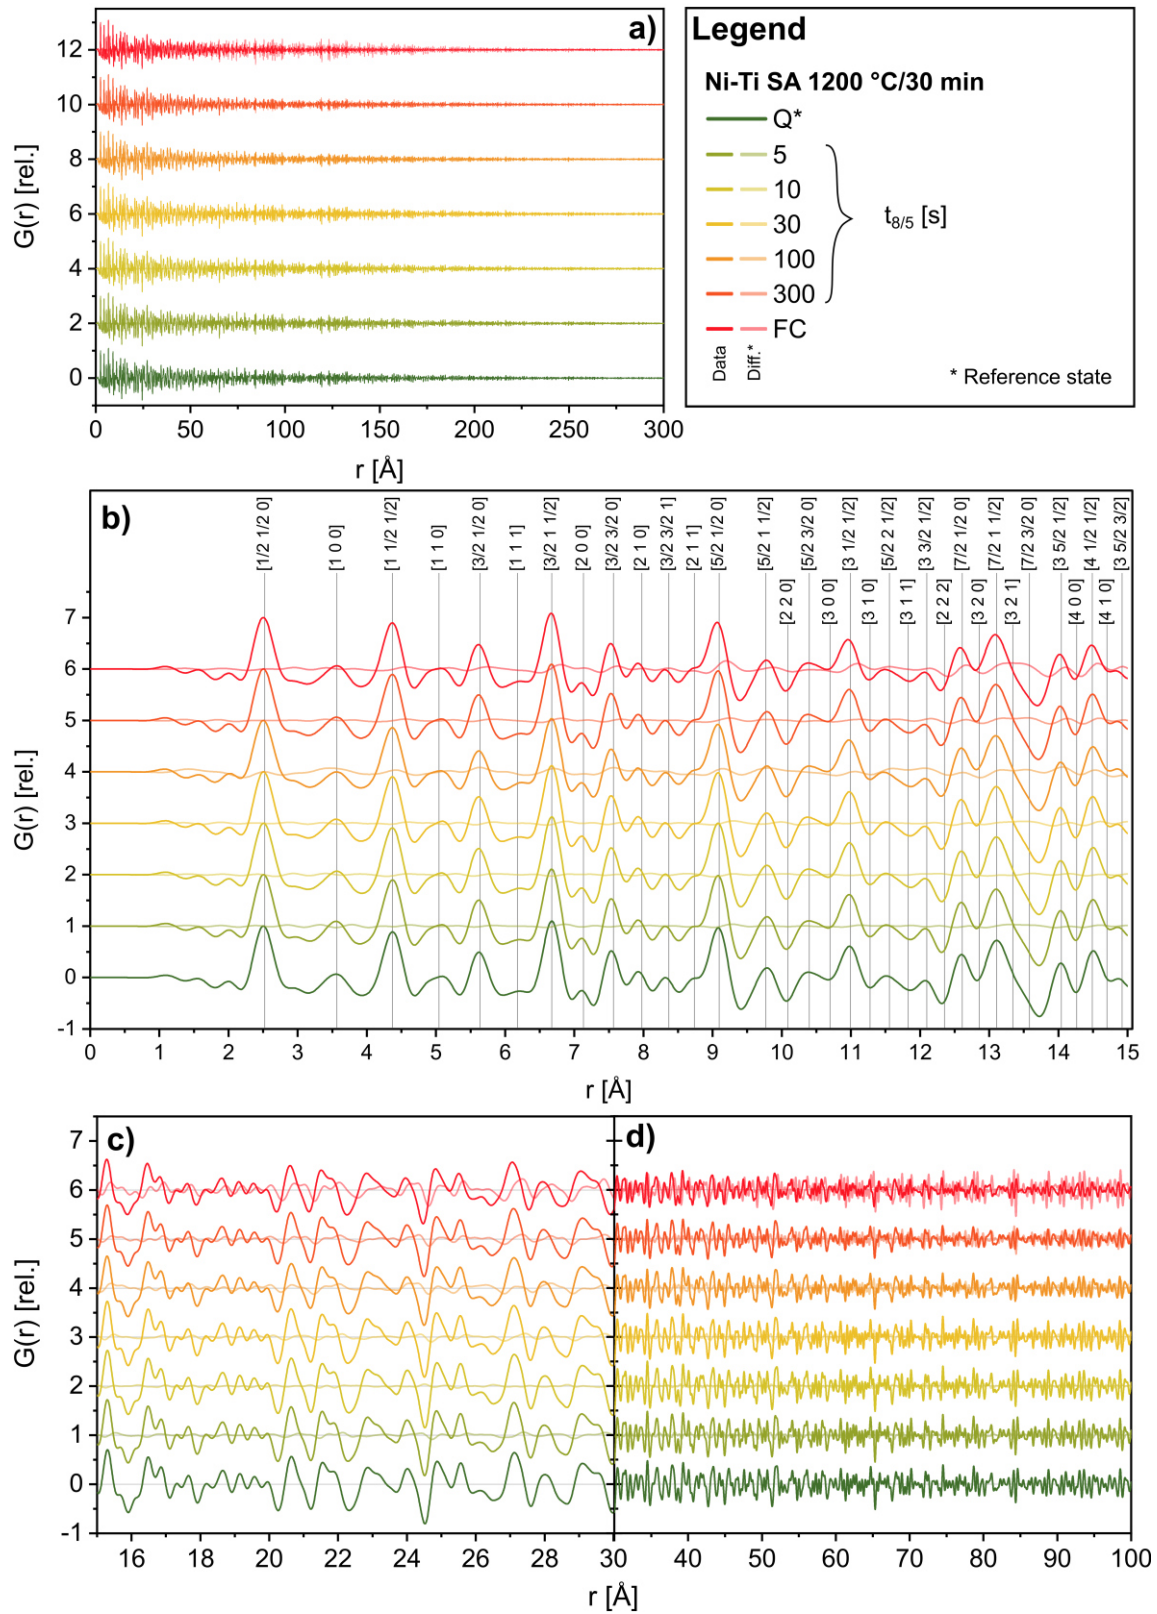 a)
G(r) [rel.]
12
10
8
6
4
2
0
0 50 100 150 200 250 300
r [Å]
Legend
Ni-Ti SA 1200 °C/30 min
Q*
5
10
30
100
300
FC
t8/5 [s]
Data
Diff.*
* Reference state
b)
G(r) [rel.]
7
6
5
4
3
2
1
0
-1
[1/2 1/2 0]
[1 0 0]
[1 1/2 1/2]
[1 1 0]
[3/2 1/2 0]
[1 1 1]
[3/2 1 1/2]
[2 0 0]
[3/2 3/2 0]
[2 1 0]
[3/2 3/2 1]
[2 1 1]
[5/2 1/2 0]
[5/2 1 1/2]
[2 2 0]
[5/2 3/2 0]
[3 0 0]
[3 1/2 1/2]
[3 1 0]
[5/2 2 1/2]
[3 1 1]
[3 3/2 1/2]
[2 2 2]
[7/2 1/2 0]
[3 2 0]
[7/2 1 1/2]
[3 2 1]
[7/2 3/2 0]
[3 5/2 1/2]
[4 0 0]
[4 1/2 1/2]
[4 1 0]
[3 5/2 3/2]
0 1 2 3 4 5 6 7 8 9 10 11 12 13 14 15
r [Å]
c)
d)
G(r) [rel.]
7
6
5
4
3
2
1
0
-1
16 18 20 22 24 26 28 30 40 50 60 70 80 90 100
r [Å]